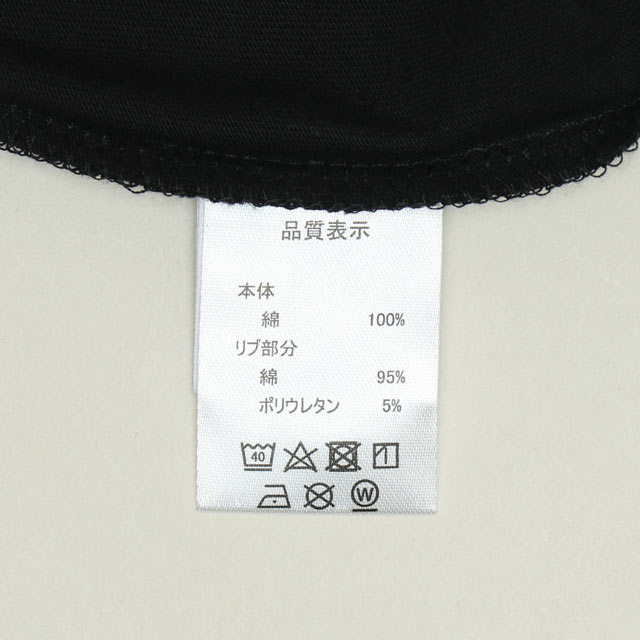 品質表示
本体
綿 100%
リブ部分
綿 95%
ポリウレタン 5%
40
W